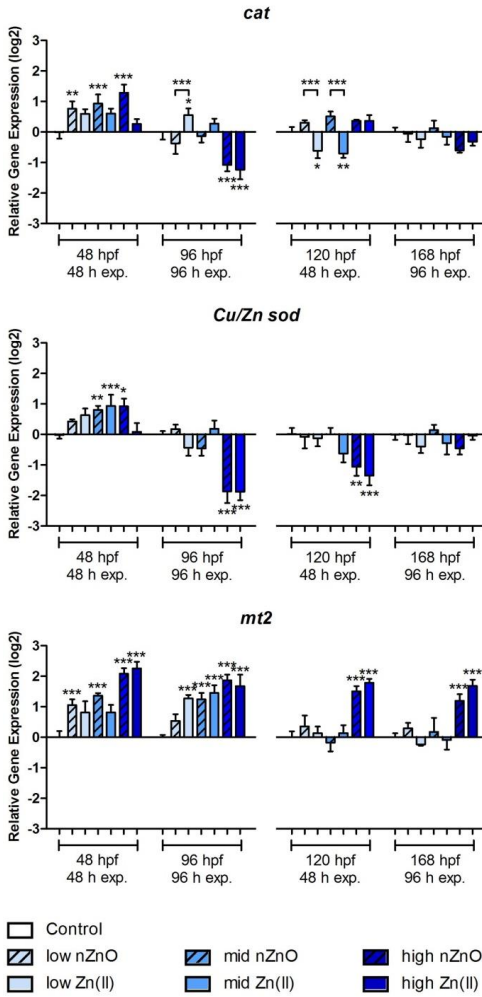 cat
Relative Gene Expression (log2)
3
2
1
0
-1
-2
-3
** *** ***
***
*
*** ***
*** ***
* **
48 hpf 96 hpf 120 hpf 168 hpf
48 h exp. 96 h exp. 48 h exp. 96 h exp.
Cu/Zn sod
Relative Gene Expression (log2)
3
2
1
0
-1
-2
-3
** *** *
*** ***
** ***
48 hpf 96 hpf 120 hpf 168 hpf
48 h exp. 96 h exp. 48 h exp. 96 h exp.
mt2
Relative Gene Expression (log2)
3
2
1
0
-1
-2
-3
*** *** *** ***
*** *** *** *** ***
*** ***
*** ***
48 hpf 96 hpf 120 hpf 168 hpf
48 h exp. 96 h exp. 48 h exp. 96 h exp.
Control
low nZnO mid nZnO high nZnO
low Zn(II) mid Zn(II) high Zn(II)